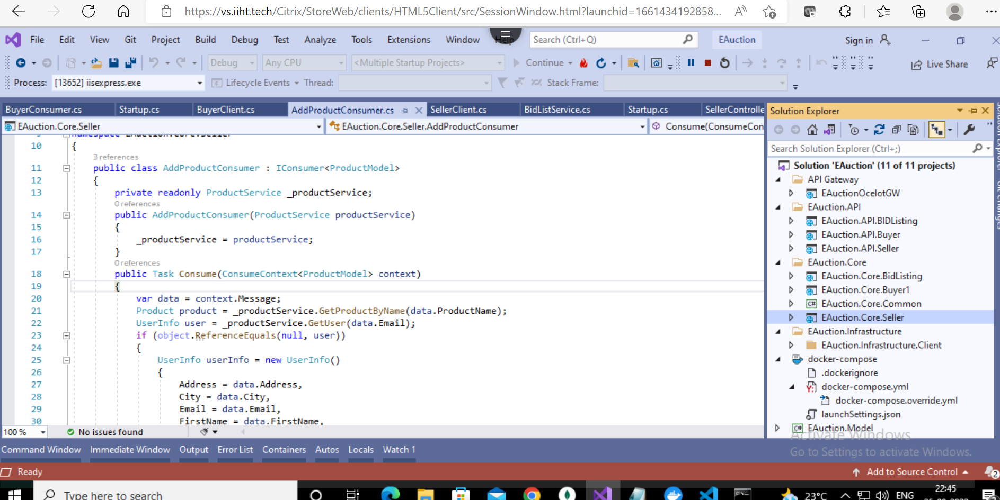 https://vs.iiht.tech/Citrix/StoreWeb/clients/HTML5Client/src/SessionWindow.html?launchid=1661434192858...
File Edit View Git Project Build Debug Test Analyze Tools Extensions Window Help Search (Ctrl+Q) EAuction Sign in
Debug Any CPU <Multiple Startup Projects> Continue Live Share
Process: [13652] iisexpress.exe Lifecycle Events Thread: Stack Frame:
BuyerConsumer.cs Startup.cs BuyerClient.cs AddProductConsumer.cs SellerClient.cs BidListService.cs Startup.cs SellerControlle
EAuction.Core.Seller EAuction.Core.Seller.AddProductConsumer Consume(ConsumeCon
9 namespace EAuction.Core.Seller
10 {
3 references
11 public class AddProductConsumer : IConsumer<ProductModel>
12 {
13 private readonly ProductService _productService;
0 references
14 public AddProductConsumer(ProductService productService)
15 {
16 _productService = productService;
17 }
0 references
18 public Task Consume(ConsumeContext<ProductModel> context)
19 {
20 var data = context.Message;
21 Product product = _productService.GetProductByName(data.ProductName);
22 UserInfo user = _productService.GetUser(data.Email);
23 if (object.ReferenceEquals(null, user))
24 {
25 UserInfo userInfo = new UserInfo()
26 {
27 Address = data.Address,
28 City = data.City,
29 Email = data.Email,
30 FirstName = data.FirstName,
100 % No issues found
Solution Explorer
Search Solution Explorer (Ctrl+;)
Solution 'EAuction' (11 of 11 projects)
API Gateway
EAuctionOcelotGW
EAuction.API
EAuction.API.BIDListing
EAuction.API.Buyer
EAuction.API.Seller
EAuction.Core
EAuction.Core.BidListing
EAuction.Core.Buyer1
EAuction.Core.Common
EAuction.Core.Seller
EAuction.Infrastructure
EAuction.Infrastructure.Client
docker-compose
.dockerignore
docker-compose.yml
docker-compose.override.yml
launchSettings.json
EAuction.Model
Activate Windows
Go to Settings to activate Windows.
Command Window Immediate Window Output Error List Containers Autos Locals Watch 1
Ready Add to Source Control 2
Type here to search 23°C ENG 22:45